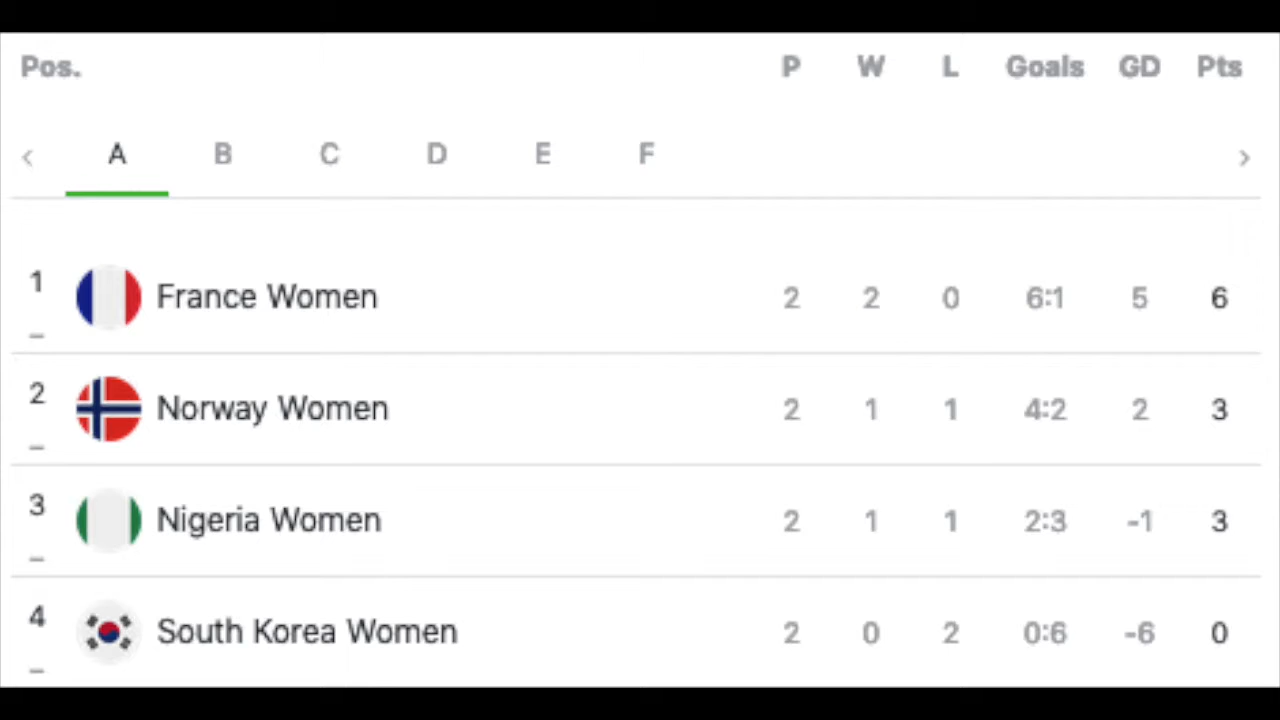 Pos. P W L Goals GD Pts
‹ A B C D E F ›
1 France Women 2 2 0 6:1 5 6
–
2 Norway Women 2 1 1 4:2 2 3
–
3 Nigeria Women 2 1 1 2:3 -1 3
–
4 South Korea Women 2 0 2 0:6 -6 0
–